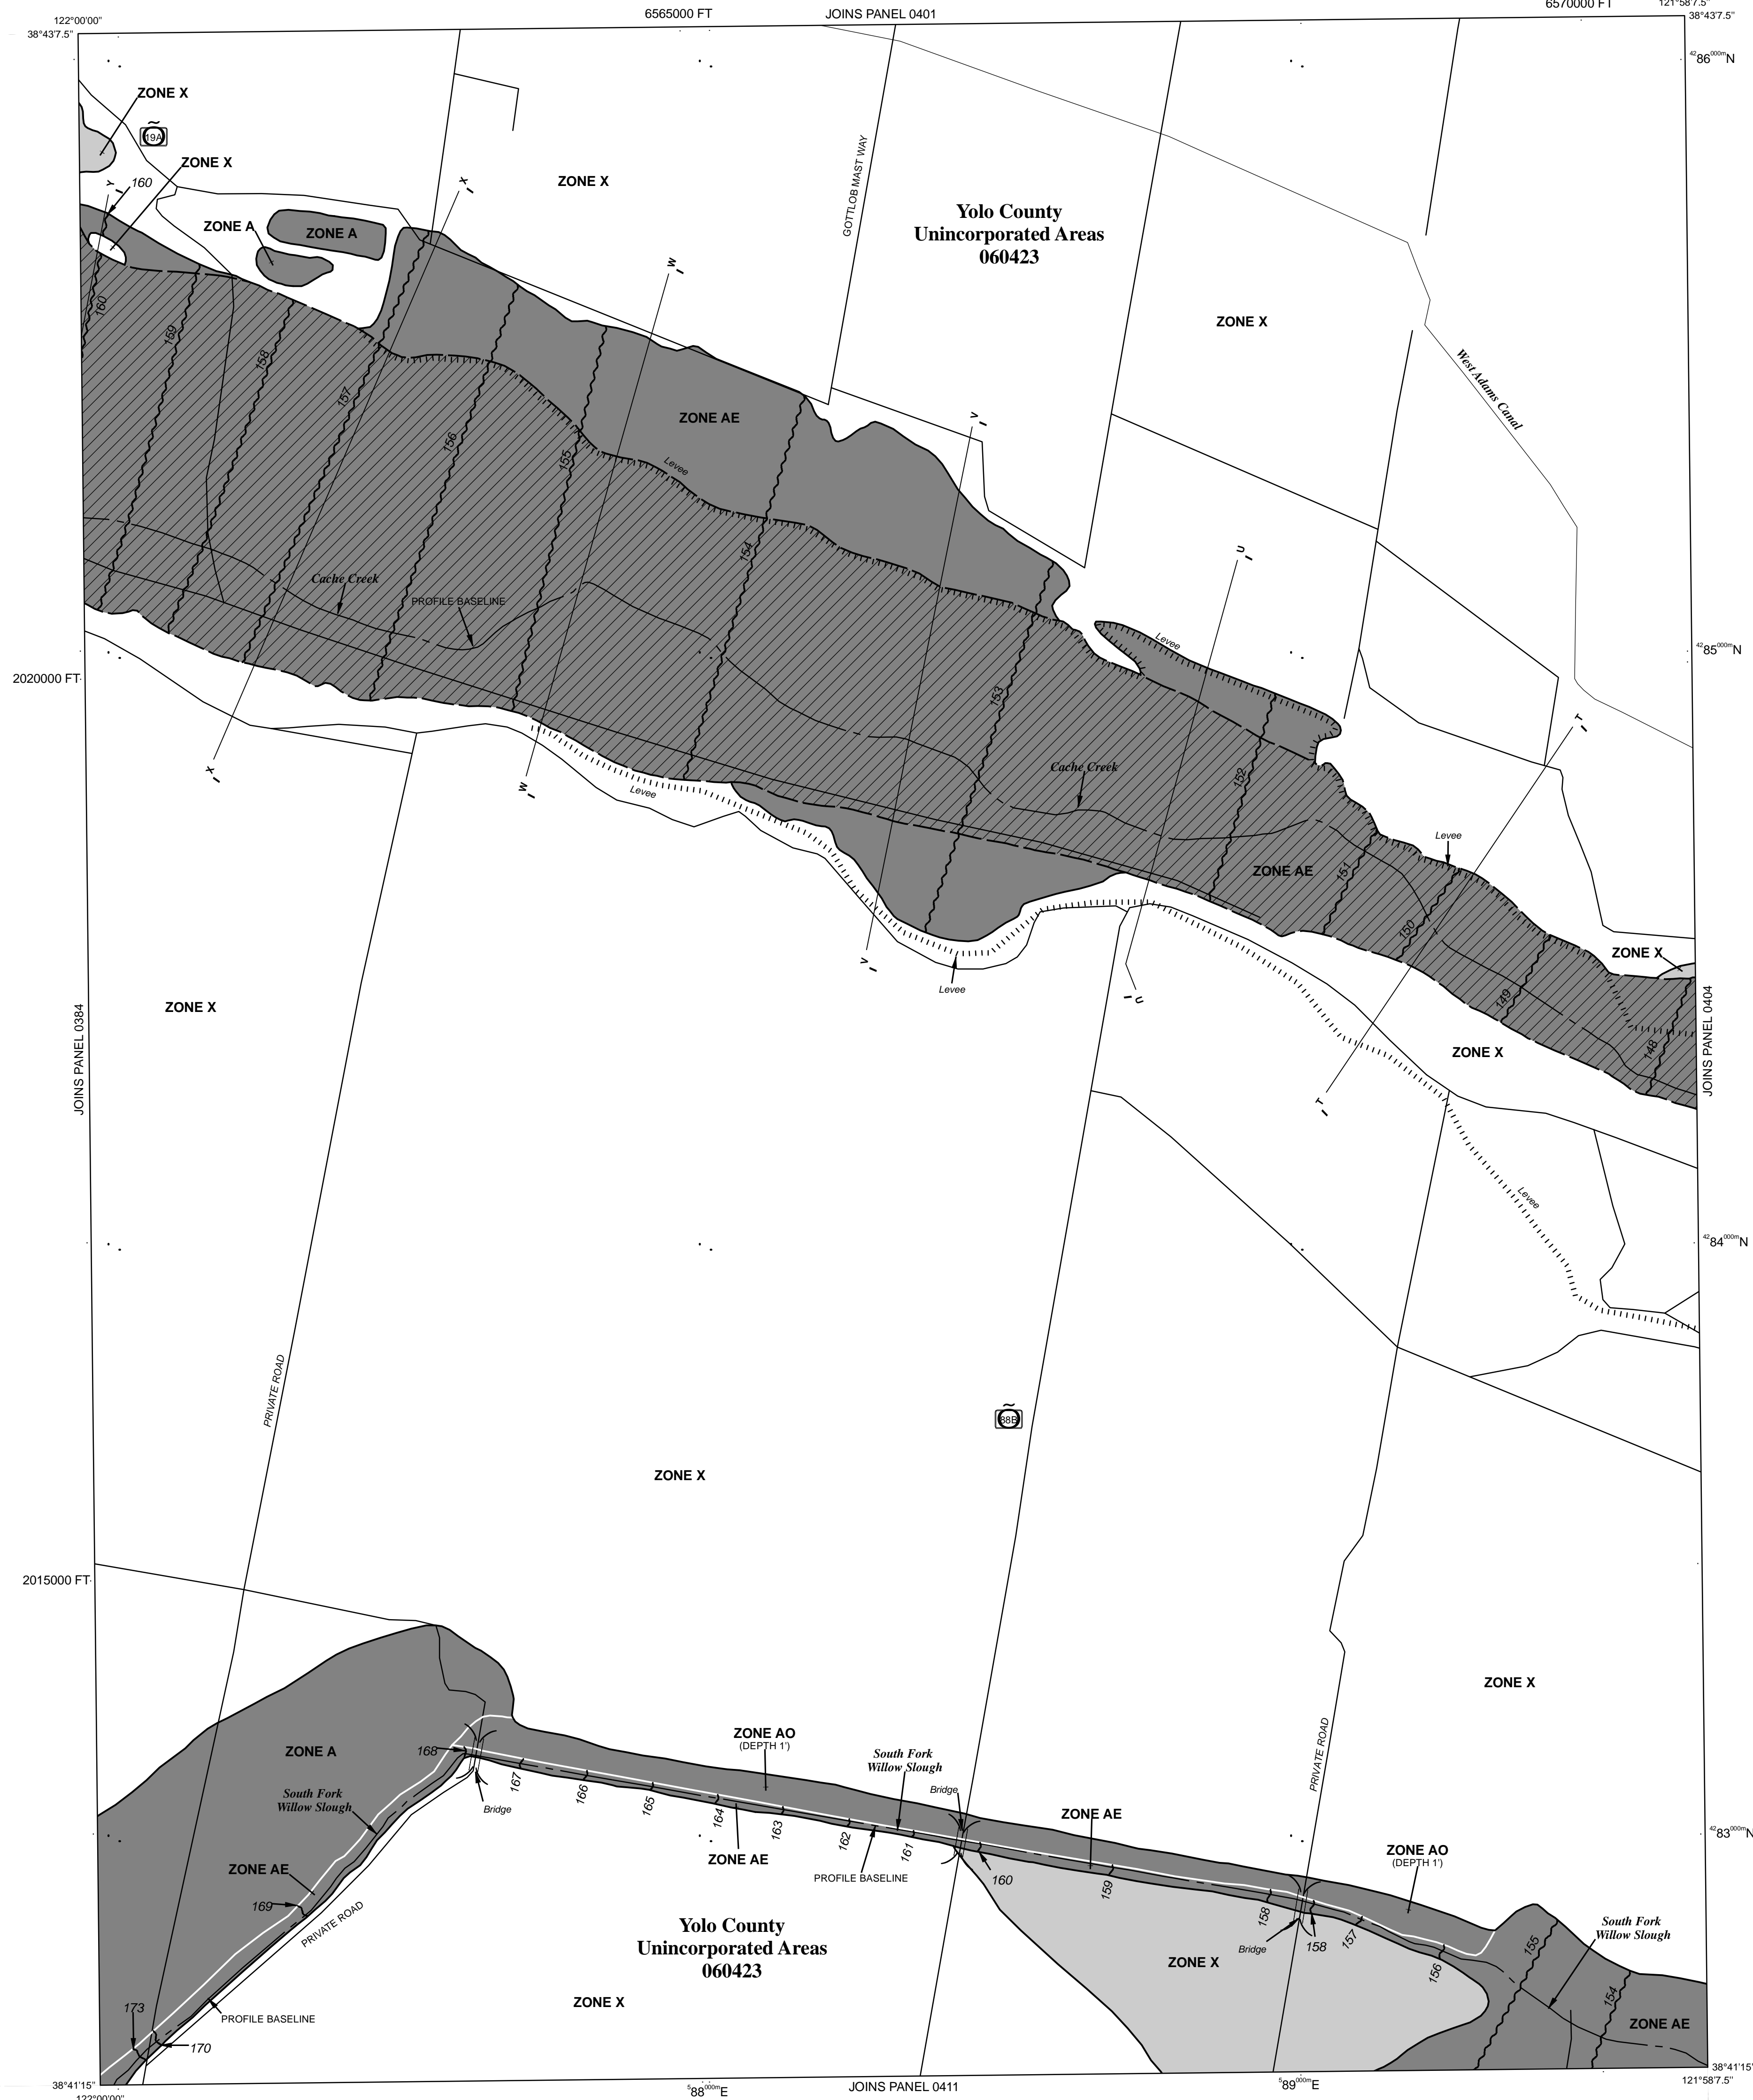 122°00'00"
6565000 FT
JOINS PANEL 0401
6570000 FT
121°58'7.5"
38°43'7.5"
38°43'7.5"
4286000mN
ZONE X
19A
ZONE X
160
Y
X
ZONE X
GOTTLOB MAST WAY
Yolo County
Unincorporated Areas
060423
ZONE A
ZONE A
W
160
159
158
157
156
155
154
153
152
151
150
149
148
ZONE X
West Adams Canal
ZONE AE
V
Levee
U
Cache Creek
PROFILE BASELINE
Levee
4285000mN
2020000 FT
T
X
W
Levee
Cache Creek
Levee
ZONE AE
V
Levee
U
ZONE X
ZONE X
JOINS PANEL 0384
JOINS PANEL 0404
ZONE X
T
Levee
4284000mN
PRIVATE ROAD
88B
ZONE X
2015000 FT
ZONE X
PRIVATE ROAD
ZONE A
168
ZONE AO
(DEPTH 1')
South Fork
Willow Slough
South Fork
Willow Slough
Bridge
167
166
165
164
163
162
161
Bridge
ZONE AE
4283000mN
ZONE AE
ZONE AE
PROFILE BASELINE
160
159
158
Bridge
158
157
156
ZONE AO
(DEPTH 1')
169
PRIVATE ROAD
Yolo County
Unincorporated Areas
060423
ZONE X
South Fork
Willow Slough
155
154
ZONE X
173
PROFILE BASELINE
170
ZONE AE
38°41'15"
122°00'00"
588000mE
JOINS PANEL 0411
589000mE
38°41'15"
121°58'7.5"